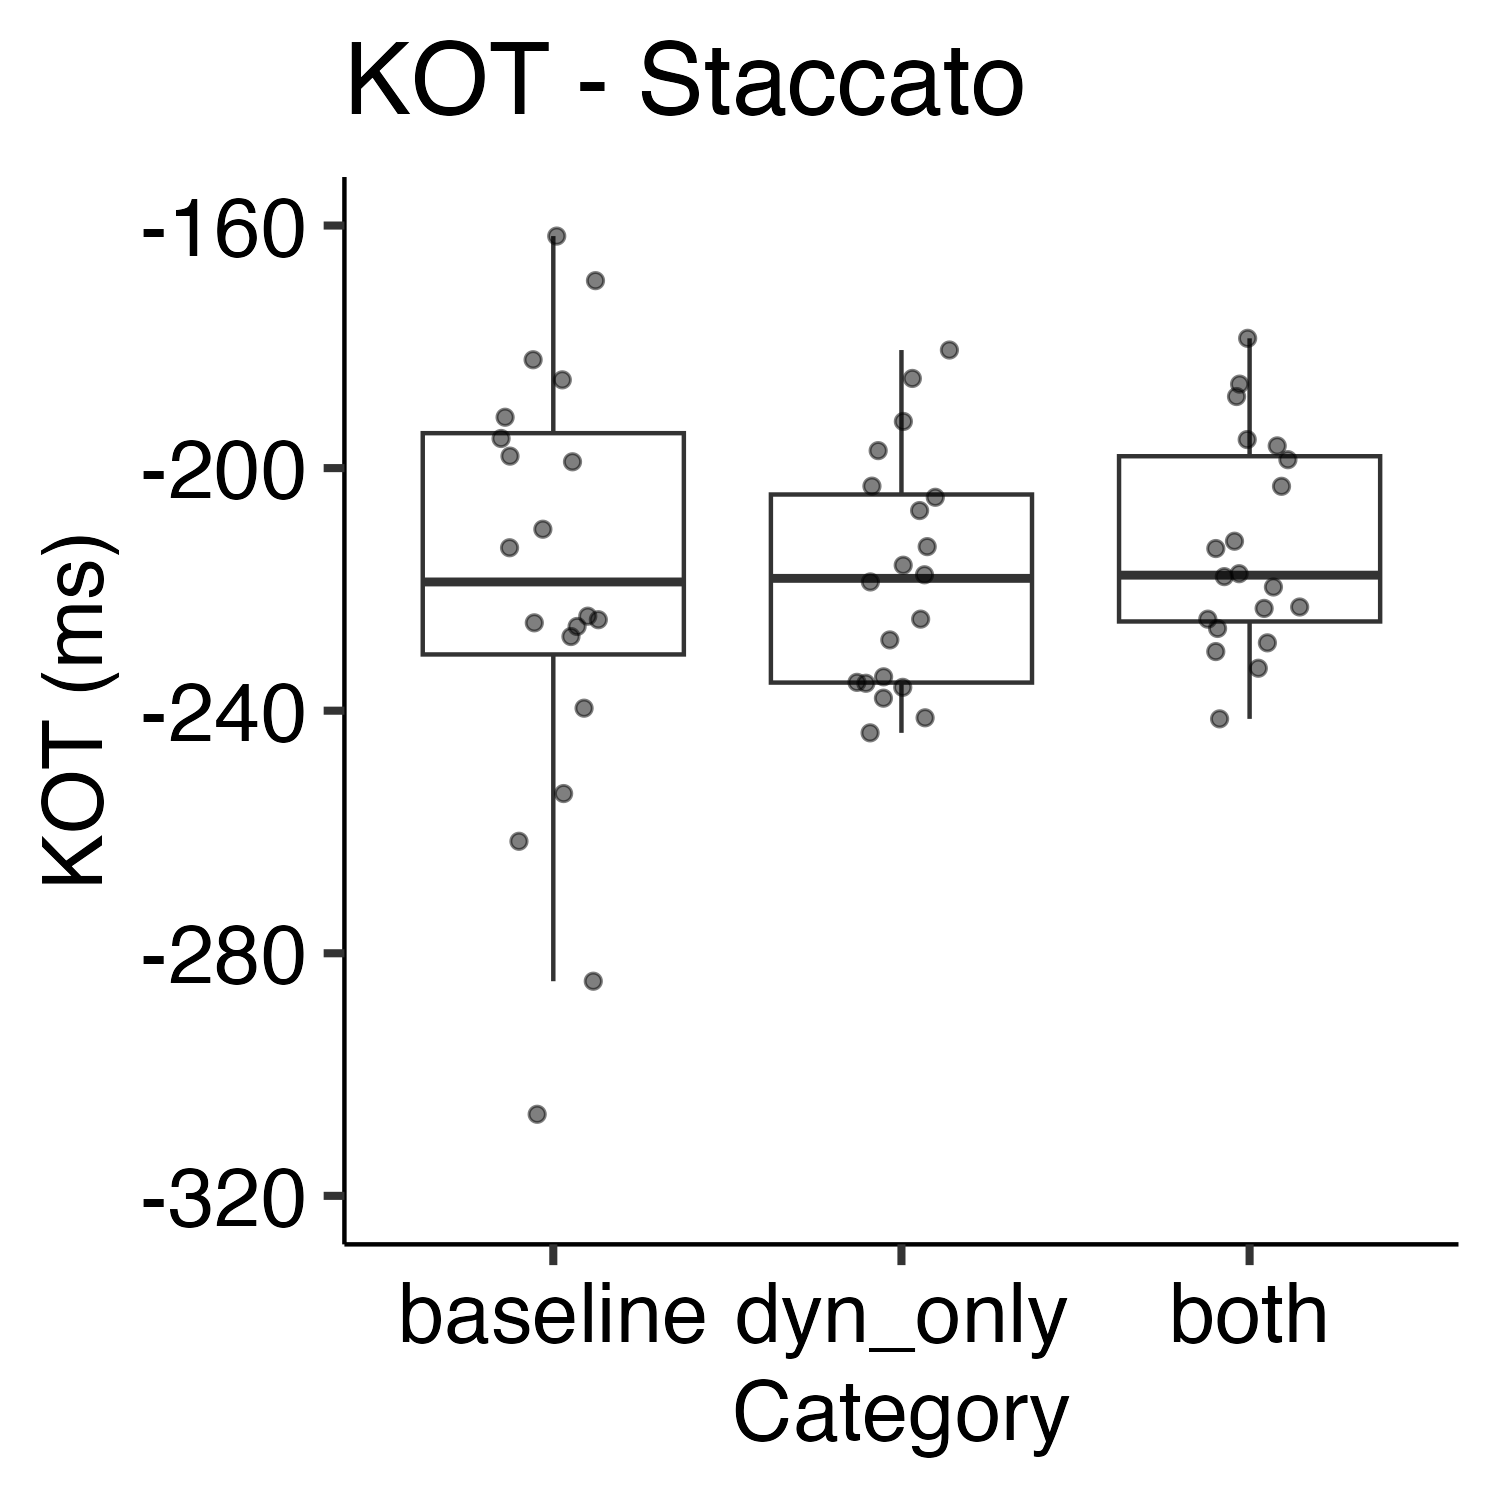 KOT - Staccato
KOT (ms)
-160
-200
-240
-280
-320
baseline dyn_only both
Category